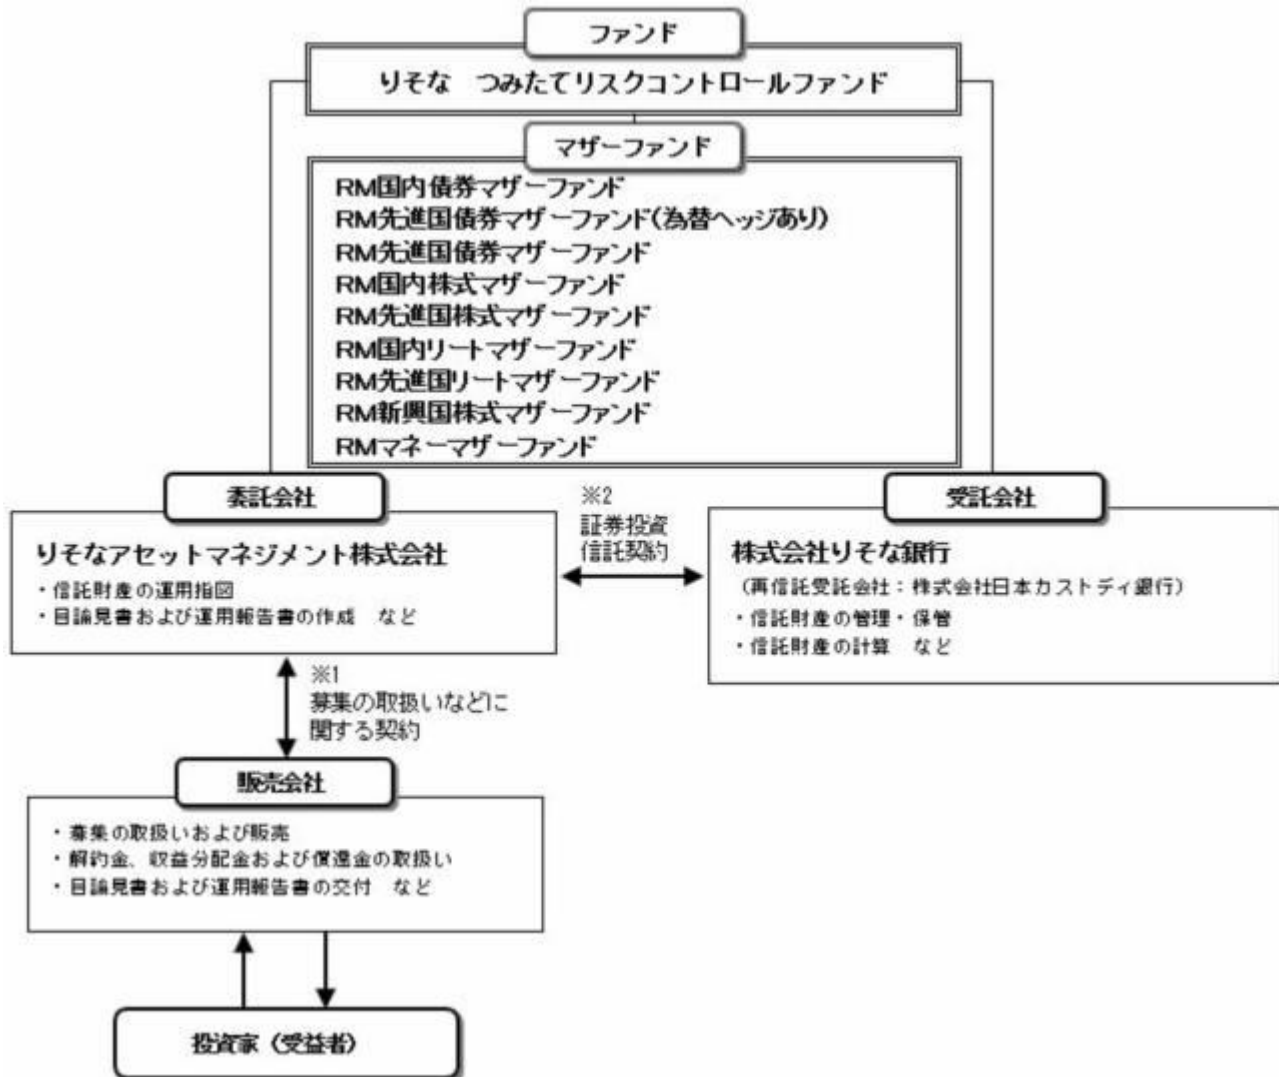 ファンド
りそな つみたてリスクコントロールファンド
マザーファンド
RM国内債券マザーファンド
RM先進国債券マザーファンド(為替ヘッジあり)
RM先進国債券マザーファンド
RM国内株式マザーファンド
RM先進国株式マザーファンド
RM国内リートマザーファンド
RM先進国リートマザーファンド
RM新興国株式マザーファンド
RMマネーマザーファンド
委託会社
りそなアセットマネジメント株式会社
・信託財産の運用指図
・目論見書および運用報告書の作成 など
※2
証券投資
信託契約
受託会社
株式会社りそな銀行
(再信託受託会社:株式会社日本カストディ銀行)
・信託財産の管理・保管
・信託財産の計算 など
※1
募集の取扱いなどに
関する契約
販売会社
・募集の取扱いおよび販売
・解約金、収益分配金および償還金の取扱い
・目論見書および運用報告書の交付 など
投資家(受益者)